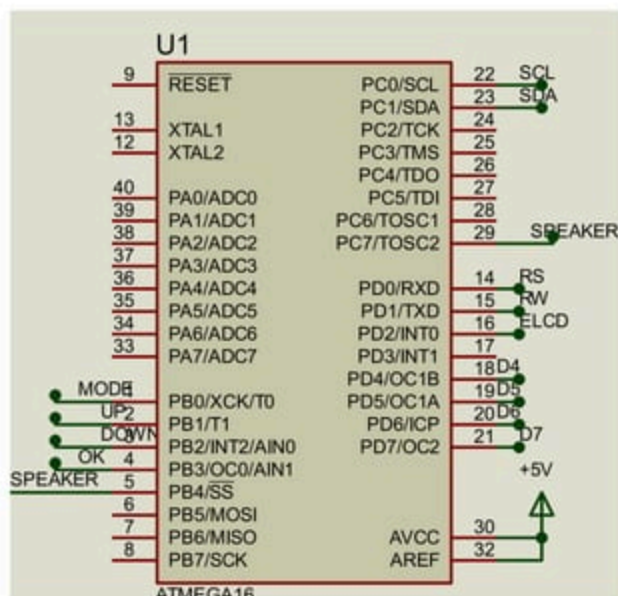 U1
9 RESET
13 XTAL1
12 XTAL2
40 PA0/ADC0
39 PA1/ADC1
38 PA2/ADC2
37 PA3/ADC3
36 PA4/ADC4
35 PA5/ADC5
34 PA6/ADC6
33 PA7/ADC7
MODE 1 PB0/XCK/T0
UP 2 PB1/T1
DOWN 3 PB2/INT2/AIN0
OK 4 PB3/OC0/AIN1
SPEAKER 5 PB4/SS
6 PB5/MOSI
7 PB6/MISO
8 PB7/SCK
PC0/SCL 22 SCL
PC1/SDA 23 SDA
PC2/TCK 24
PC3/TMS 25
PC4/TDO 26
PC5/TDI 27
PC6/TOSC1 28
PC7/TOSC2 29 SPEAKER
PD0/RXD 14 RS
PD1/TXD 15 RW
PD2/INT0 16 ELCD
PD3/INT1 17
PD4/OC1B 18 D4
PD5/OC1A 19 D5
PD6/ICP 20 D6
PD7/OC2 21 D7
+5V
AVCC 30
AREF 32
ATMEGA16